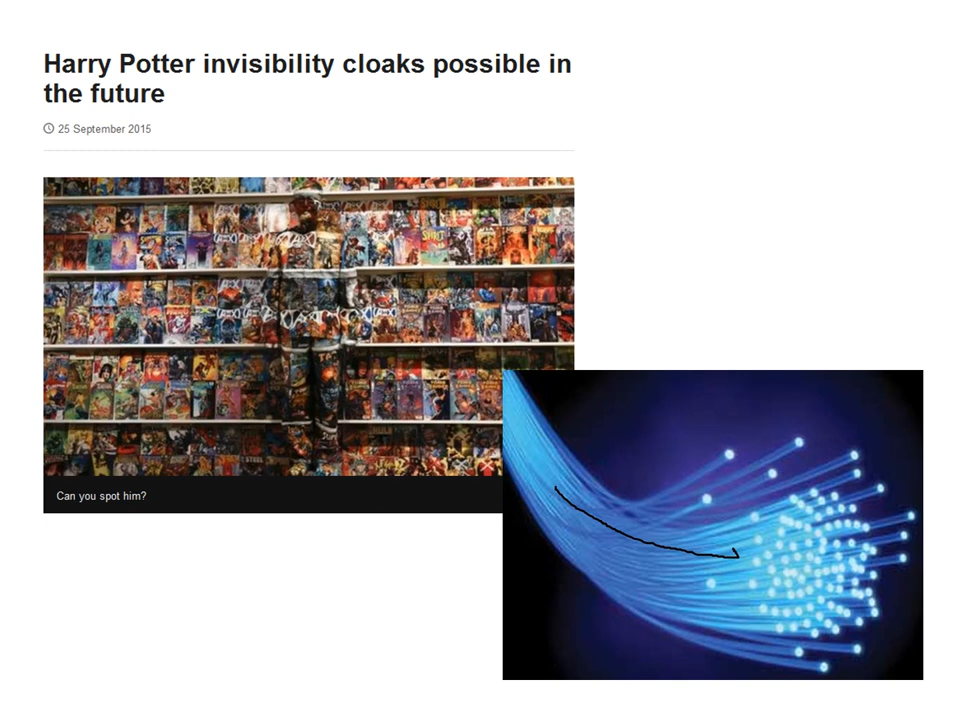 Harry Potter invisibility cloaks possible in
the future
25 September 2015
Can you spot him?